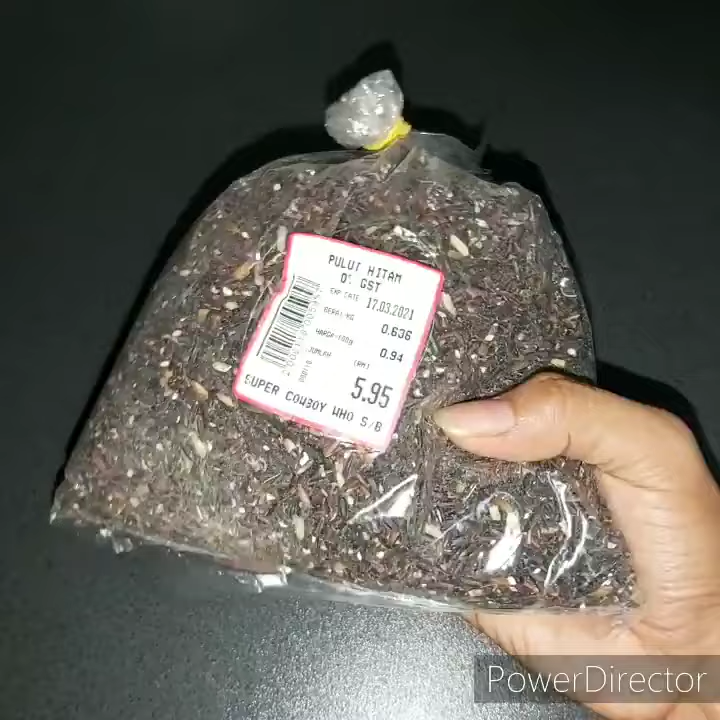 PULUT HITAM
0% GST
EXP DATE 17.03.2021
BERAT-KG 0.636
HARGA-100G 0.94
JUMLAH (RM)
5.95
SUPER COWBOY WHO S/B
PowerDirector